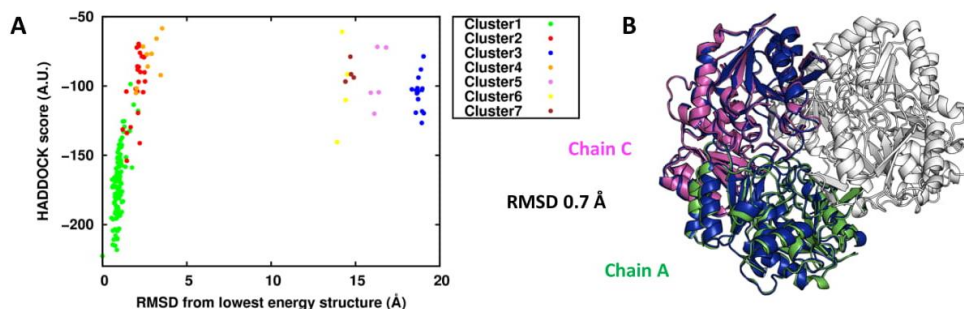 A
HADDOCK score (A.U.)
−50
−100
−150
−200
0
5
10
15
20
RMSD from lowest energy structure (Å)
Cluster1
Cluster2
Cluster3
Cluster4
Cluster5
Cluster6
Cluster7
B
Chain C
RMSD 0.7 Å
Chain A